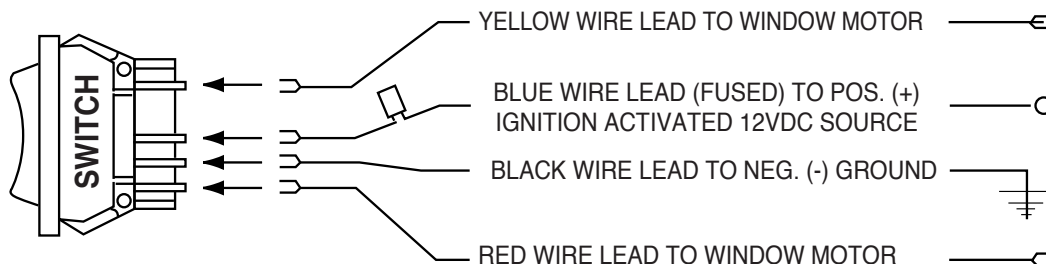 SWITCH
YELLOW WIRE LEAD TO WINDOW MOTOR
BLUE WIRE LEAD (FUSED) TO POS. (+)
IGNITION ACTIVATED 12VDC SOURCE
BLACK WIRE LEAD TO NEG. (-) GROUND
RED WIRE LEAD TO WINDOW MOTOR